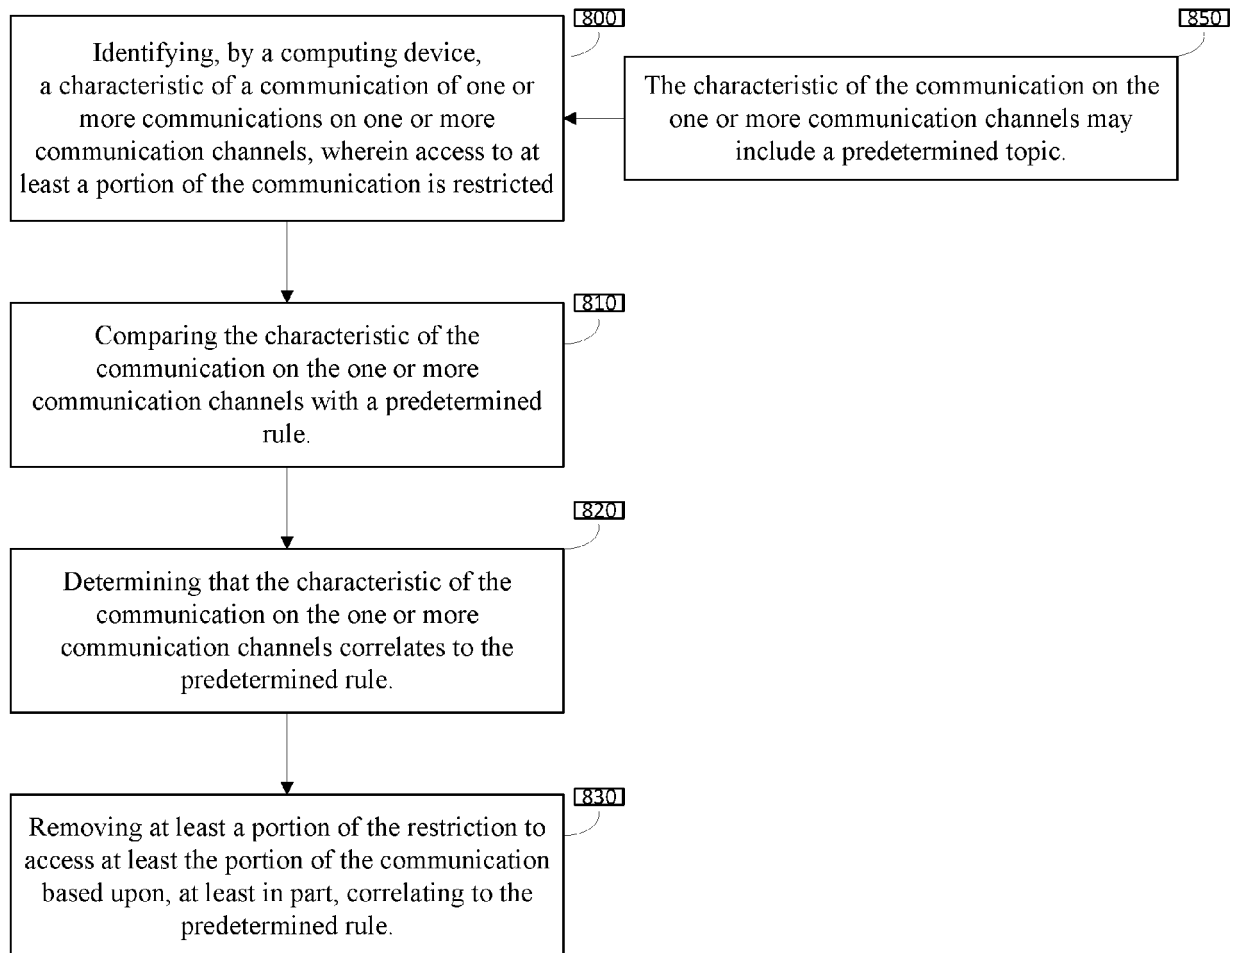 800
Identifying, by a computing device,
a characteristic of a communication of one or
more communications on one or more
communication channels, wherein access to at
least a portion of the communication is restricted
850
The characteristic of the communication on the
one or more communication channels may
include a predetermined topic.
810
Comparing the characteristic of the
communication on the one or more
communication channels with a predetermined
rule.
820
Determining that the characteristic of the
communication on the one or more
communication channels correlates to the
predetermined rule.
830
Removing at least a portion of the restriction to
access at least the portion of the communication
based upon, at least in part, correlating to the
predetermined rule.